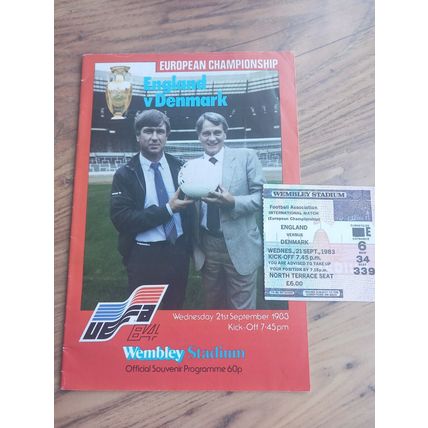 EUROPEAN CHAMPIONSHIP
England
v Denmark
UEFA
84
Wednesday 21st September 1983
Kick-Off 7·45pm
Wembley Stadium
Official Souvenir Programme 60p
WEMBLEY STADIUM
Football Association
INTERNATIONAL MATCH
(European Championship)
ENGLAND
VERSUS
DENMARK
WEDNES., 21 SEPT., 1983
KICK-OFF 7.45 p.m.
YOU ARE ADVISED TO TAKE UP
YOUR POSITION BY 7.15 p.m.
NORTH TERRACE SEAT
£6.00
E
ENTRANCE
6
ROW
34
SEAT
339